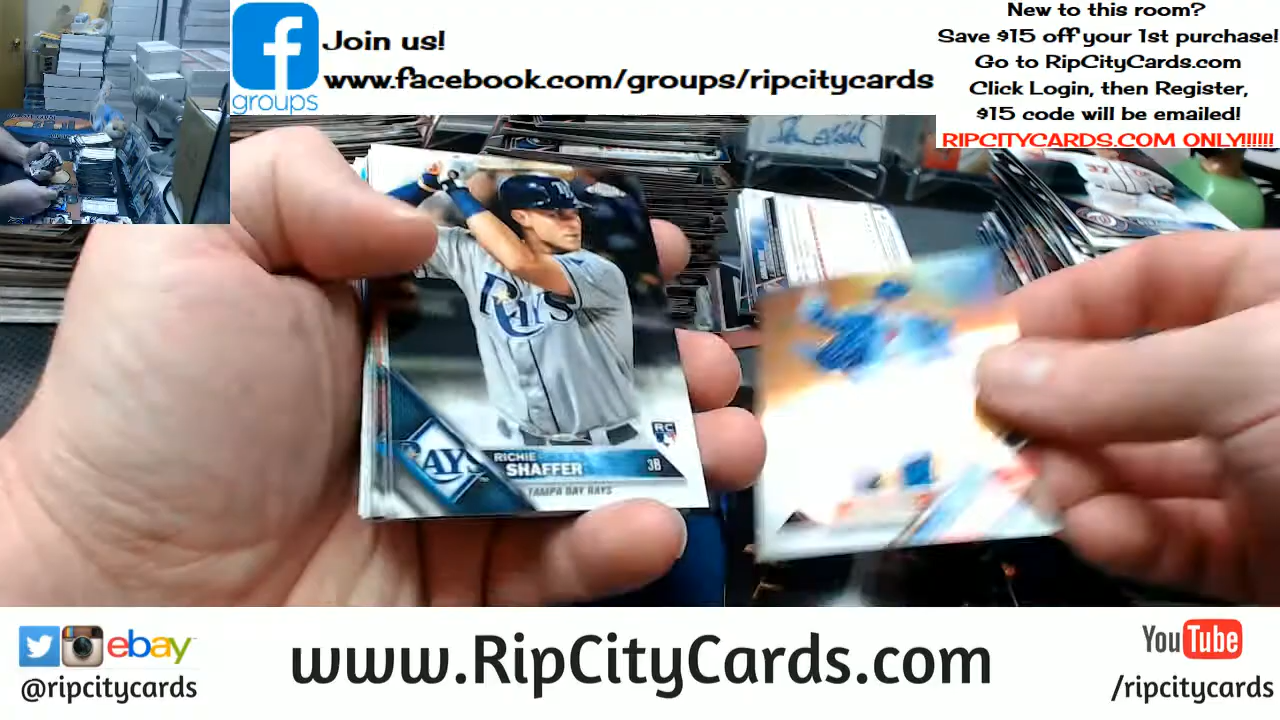 groups
Join us!
www.facebook.com/groups/ripcitycards
New to this room?
Save $15 off your 1st purchase!
Go to RipCityCards.com
Click Login, then Register,
$15 code will be emailed!
RIPCITYCARDS.COM ONLY!!!!!!
37
RAYS
RC
RAYS
RICHIE
SHAFFER
3B
TAMPA BAY RAYS
ebay
@ripcitycards
www.RipCityCards.com
YouTube
/ripcitycards